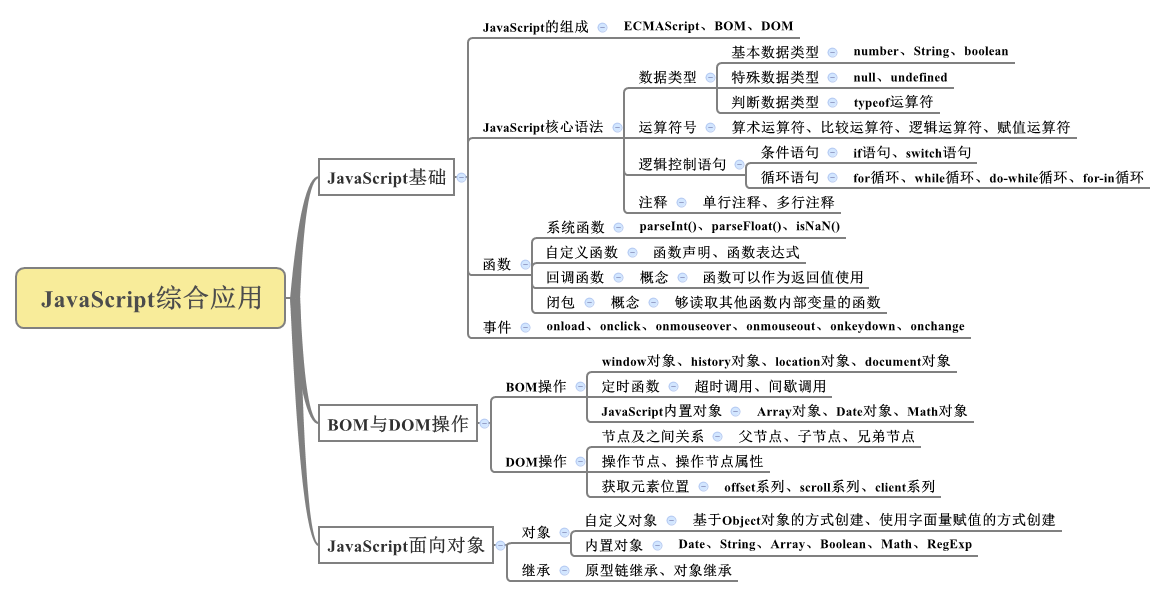 JavaScript综合应用
JavaScript基础
JavaScript的组成
ECMAScript、BOM、DOM
JavaScript核心语法
数据类型
基本数据类型
number、String、boolean
特殊数据类型
null、undefined
判断数据类型
typeof运算符
运算符号
算术运算符、比较运算符、逻辑运算符、赋值运算符
逻辑控制语句
条件语句
if语句、switch语句
循环语句
for循环、while循环、do-while循环、for-in循环
注释
单行注释、多行注释
函数
系统函数
parseInt()、parseFloat()、isNaN()
自定义函数
函数声明、函数表达式
回调函数
概念
函数可以作为返回值使用
闭包
概念
够读取其他函数内部变量的函数
事件
onload、onclick、onmouseover、onmouseout、onkeydown、onchange
BOM与DOM操作
BOM操作
window对象、history对象、location对象、document对象
定时函数
超时调用、间歇调用
JavaScript内置对象
Array对象、Date对象、Math对象
DOM操作
节点及之间关系
父节点、子节点、兄弟节点
操作节点、操作节点属性
获取元素位置
offset系列、scroll系列、client系列
JavaScript面向对象
对象
自定义对象
基于Object对象的方式创建、使用字面量赋值的方式创建
内置对象
Date、String、Array、Boolean、Math、RegExp
继承
原型链继承、对象继承